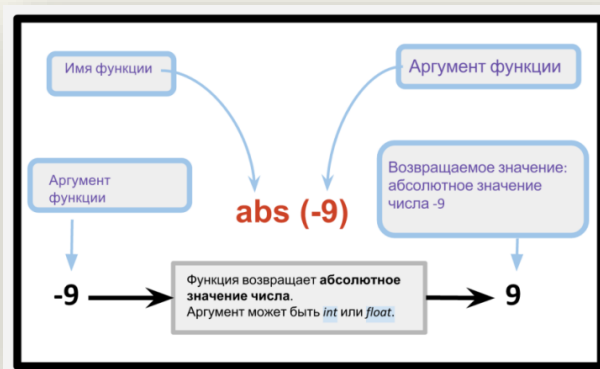 Имя функции
Аргумент функции
Аргумент
функции
Возвращаемое значение:
абсолютное значение
числа -9
abs (-9)
-9
Функция возвращает абсолютное
значение числа.
Аргумент может быть int или float.
9